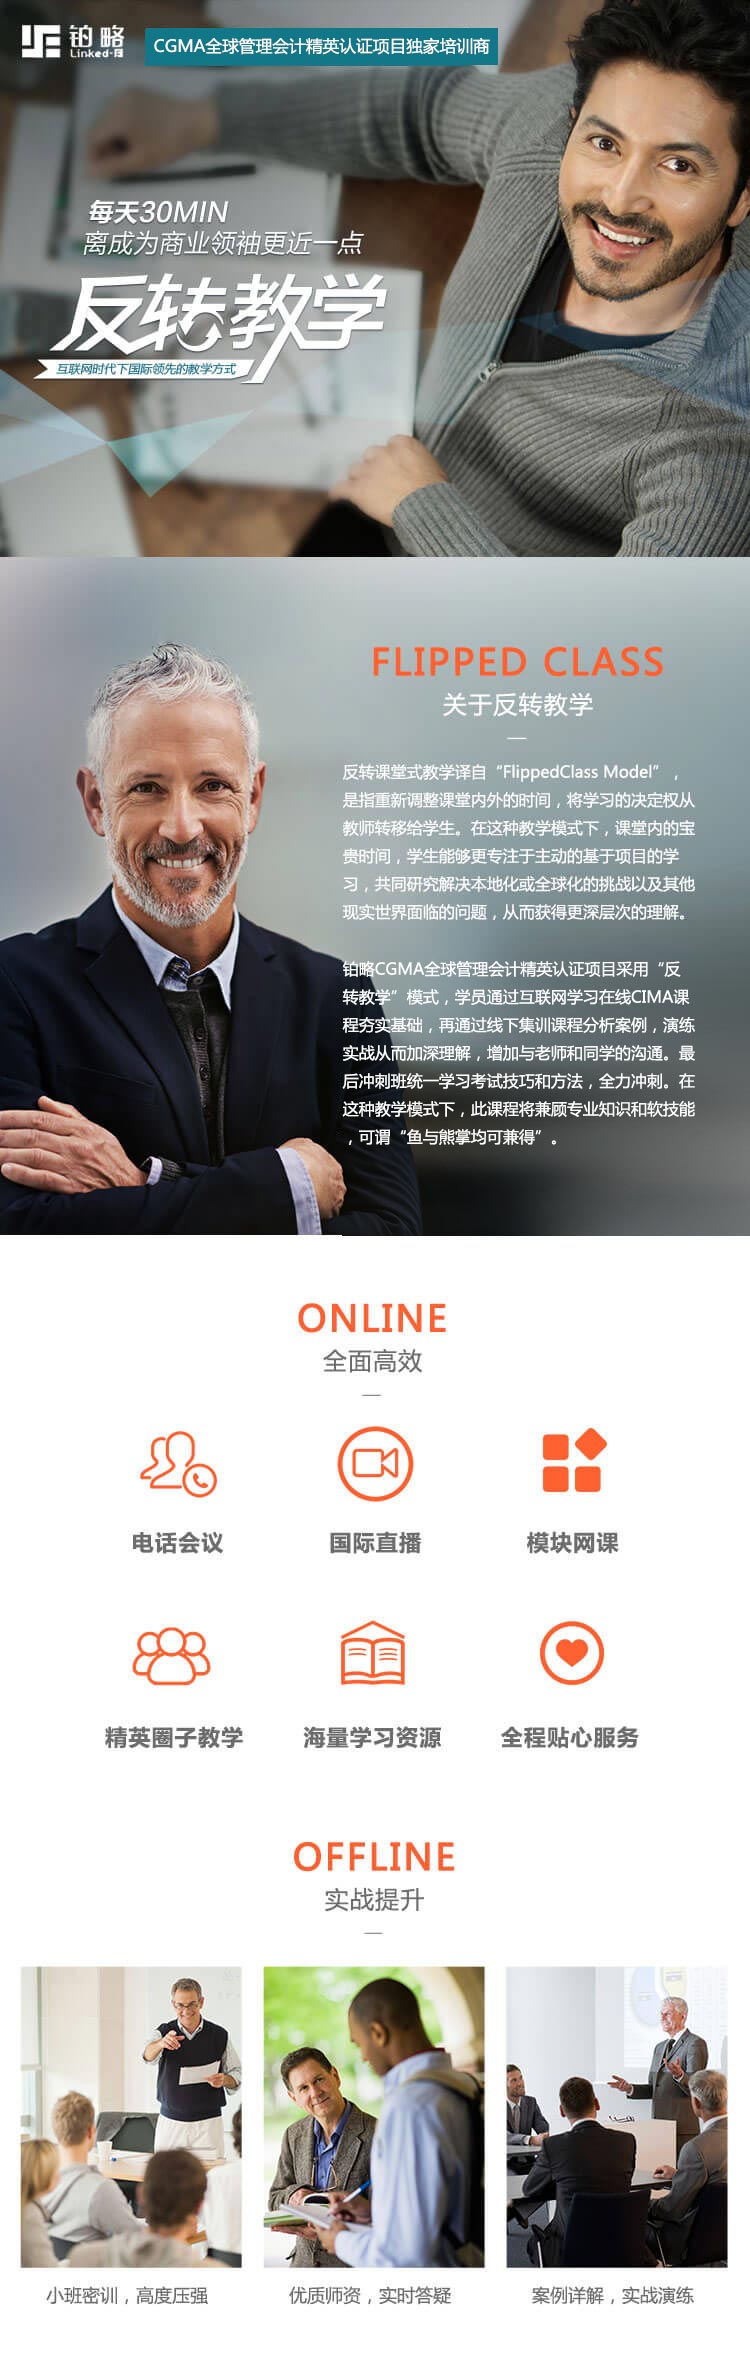 铂略
Linked-F
CGMA全球管理会计精英认证项目独家培训商
每天30MIN
离成为商业领袖更近一点
反转教学
互联网时代下国际领先的教学方式
FLIPPED CLASS
关于反转教学
反转课堂式教学译自“FlippedClass Model”，
是指重新调整课堂内外的时间，将学习的决定权从
教师转移给学生。在这种教学模式下，课堂内的宝
贵时间，学生能够更专注于主动的基于项目的学
习，共同研究解决本地化或全球化的挑战以及其他
现实世界面临的问题，从而获得更深层次的理解。
铂略CGMA全球管理会计精英认证项目采用“反
转教学”模式，学员通过互联网学习在线CIMA课
程夯实基础，再通过线下集训课程分析案例，演练
实战从而加深理解，增加与老师和同学的沟通。最
后冲刺班统一学习考试技巧和方法，全力冲刺。在
这种教学模式下，此课程将兼顾专业知识和软技能
，可谓“鱼与熊掌均可兼得”。
ONLINE
全面高效
电话会议 国际直播 模块网课
精英圈子教学 海量学习资源 全程贴心服务
OFFLINE
实战提升
小班密训，高度压强 优质师资，实时答疑 案例详解，实战演练